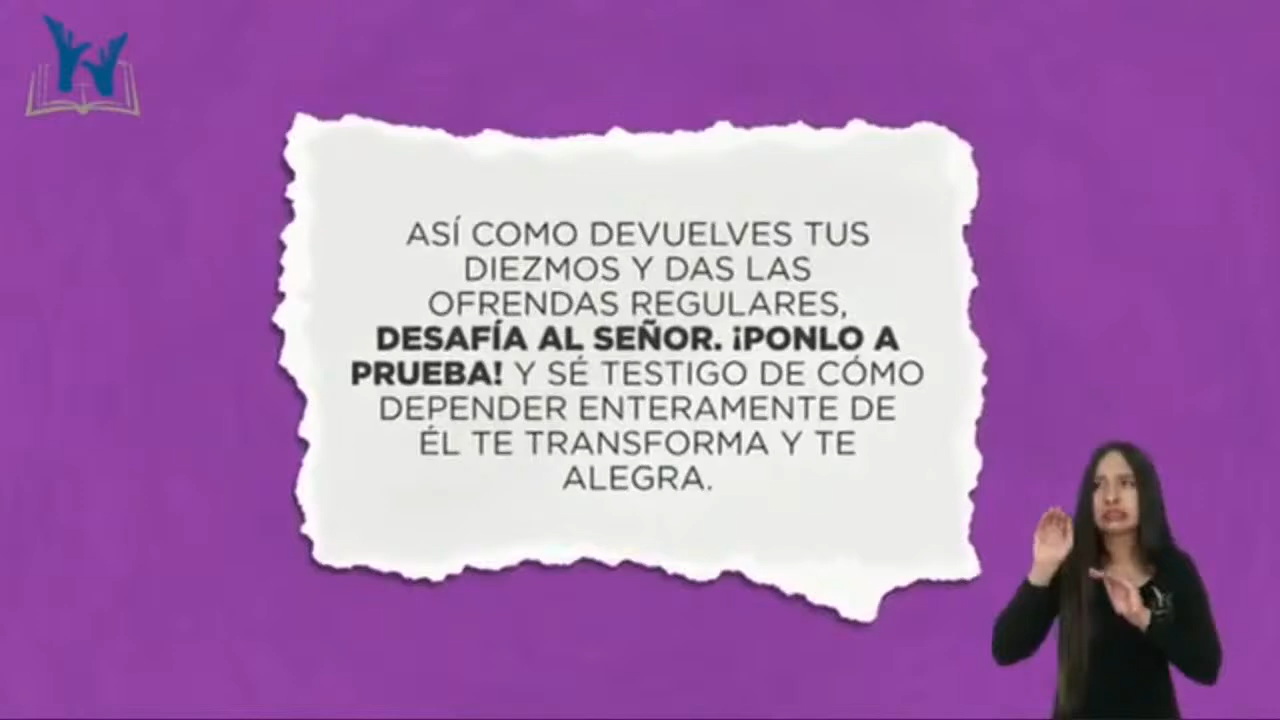 ASÍ COMO DEVUELVES TUS
DIEZMOS Y DAS LAS
OFRENDAS REGULARES,
DESAFÍA AL SEÑOR. ¡PONLO A
PRUEBA! Y SÉ TESTIGO DE CÓMO
DEPENDER ENTERAMENTE DE
ÉL TE TRANSFORMA Y TE
ALEGRA.